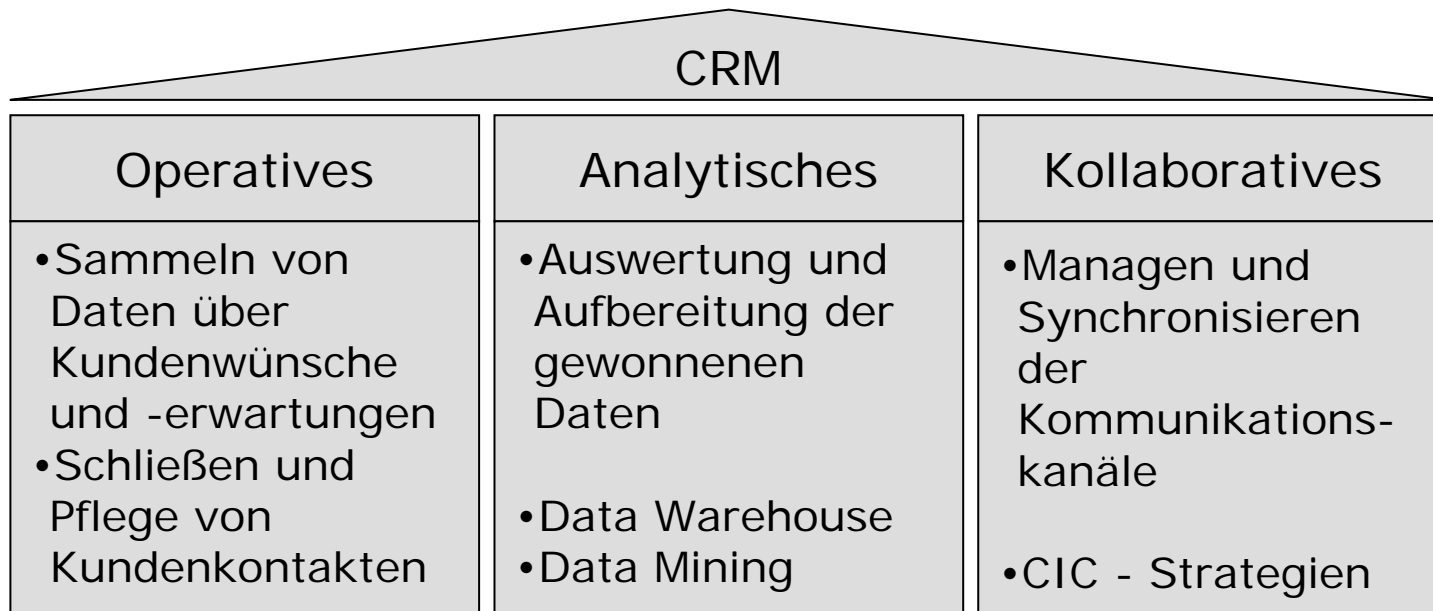 CRM
Operatives
•Sammeln von
Daten über
Kundenwünsche
und -erwartungen
•Schließen und
Pflege von
Kundenkontakten
Analytisches
•Auswertung und
Aufbereitung der
gewonnenen
Daten
•Data Warehouse
•Data Mining
Kollaboratives
•Managen und
Synchronisieren
der
Kommunikations-
kanäle
•CIC - Strategien